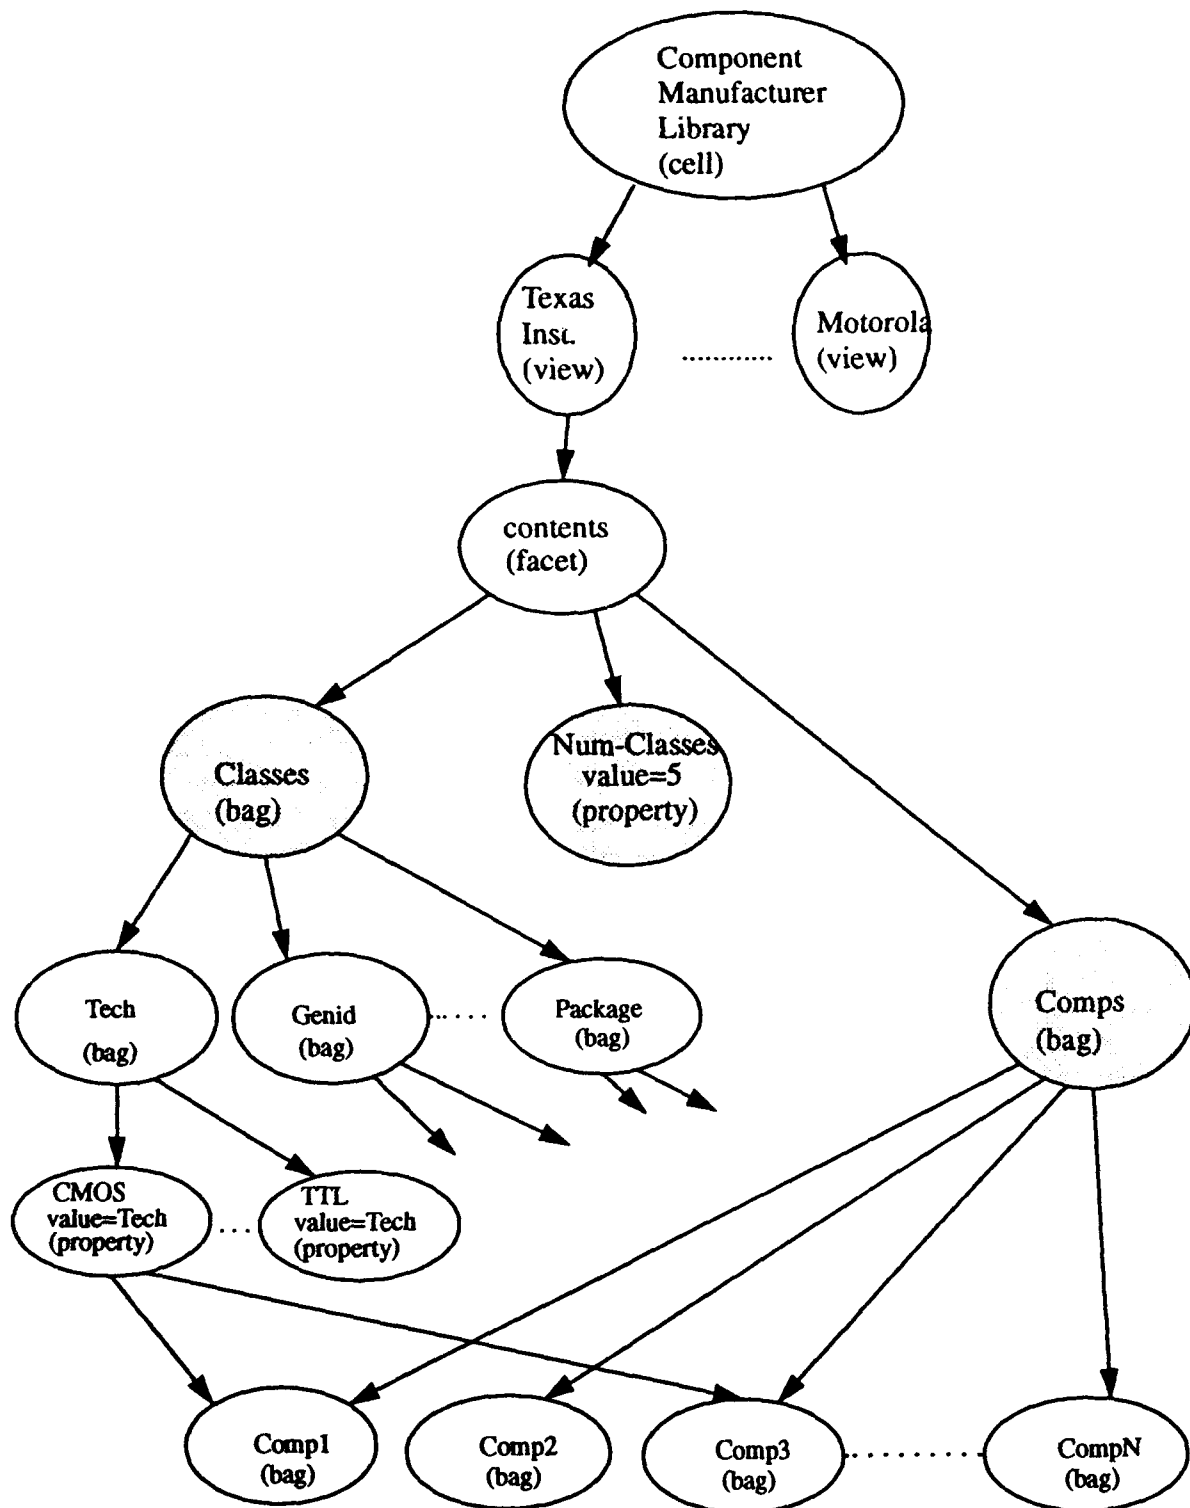 Component
Manufacturer
Library
(cell)
Texas
Inst.
(view)
Motorola
(view)
contents
(facet)
Classes
(bag)
Num-Classes
value=5
(property)
Tech
(bag)
Genid
(bag)
Package
(bag)
Comps
(bag)
CMOS
value=Tech
(property)
TTL
value=Tech
(property)
Comp1
(bag)
Comp2
(bag)
Comp3
(bag)
CompN
(bag)